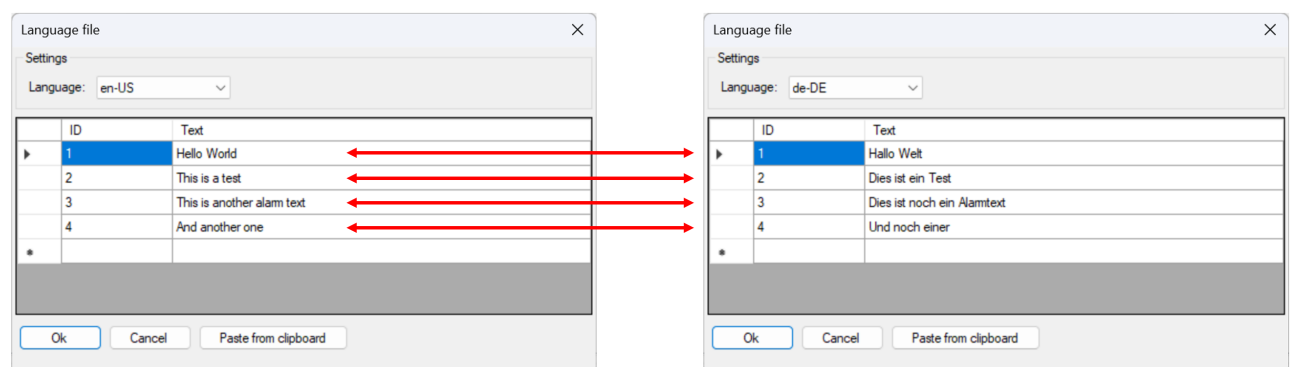 Language file
Settings
Language: en-US
ID Text
1 Hello World
2 This is a test
3 This is another alarm text
4 And another one
*
Ok Cancel Paste from clipboard
Language file
Settings
Language: de-DE
ID Text
1 Hallo Welt
2 Dies ist ein Test
3 Dies ist noch ein Alarmtext
4 Und noch einer
*
Ok Cancel Paste from clipboard